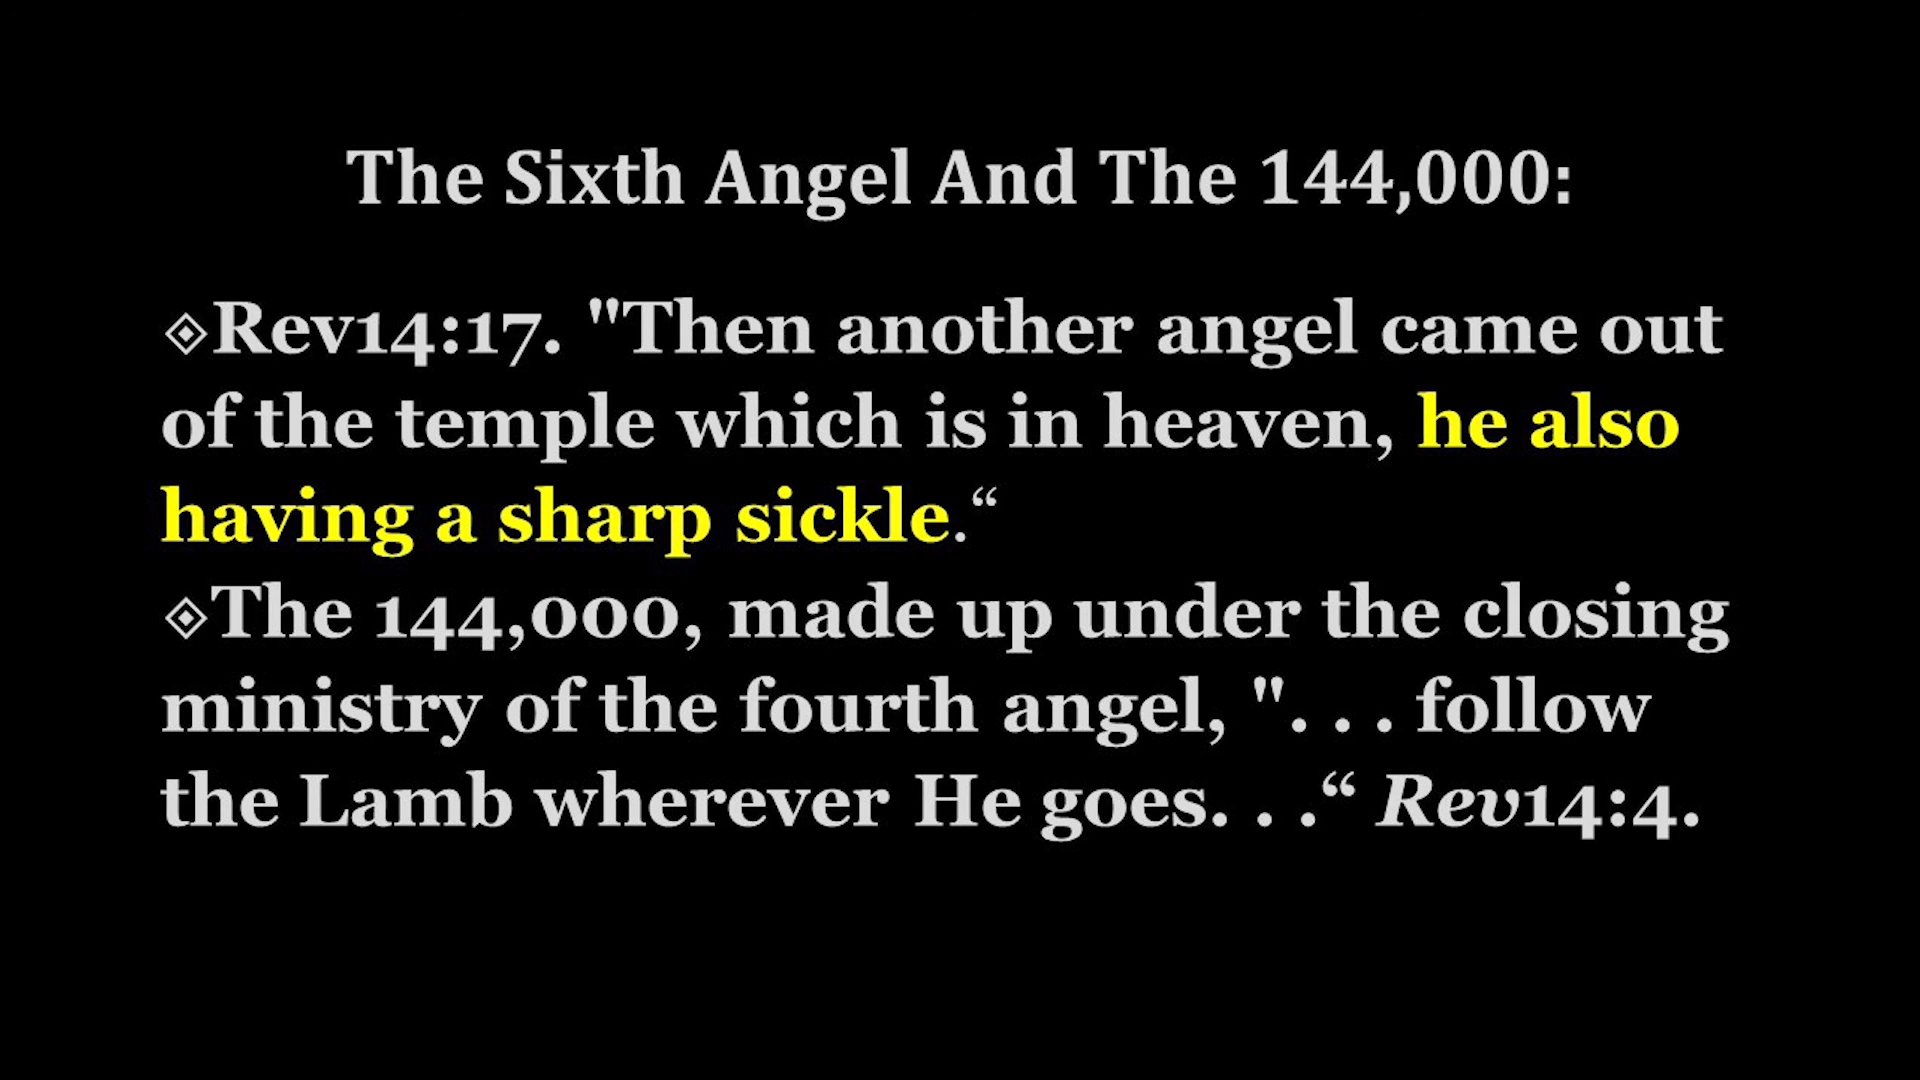 The Sixth Angel And The 144,000:
◈Rev14:17. "Then another angel came out
of the temple which is in heaven, he also
having a sharp sickle.“
◈The 144,000, made up under the closing
ministry of the fourth angel, ". . . follow
the Lamb wherever He goes. . .“ Rev14:4.